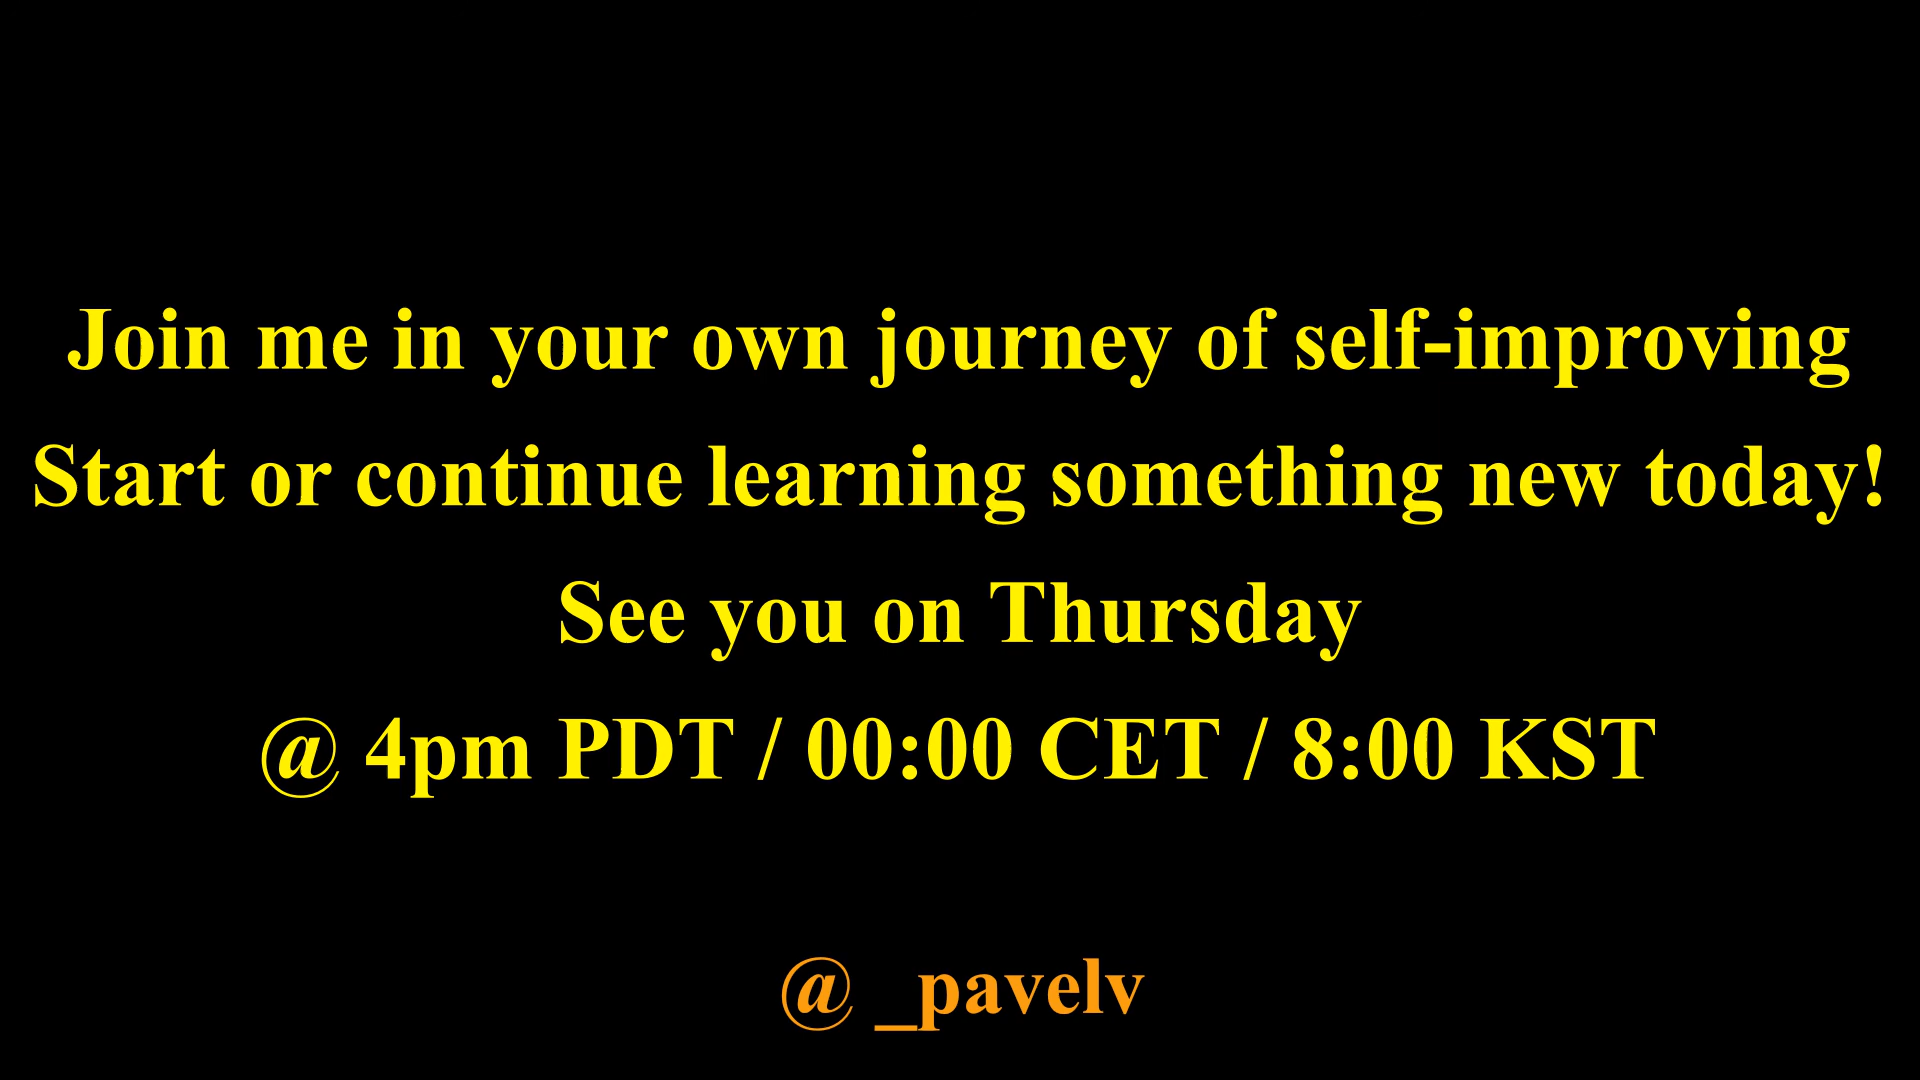 Join me in your own journey of self-improving
Start or continue learning something new today!
See you on Thursday
@ 4pm PDT / 00:00 CET / 8:00 KST
@ _pavelv